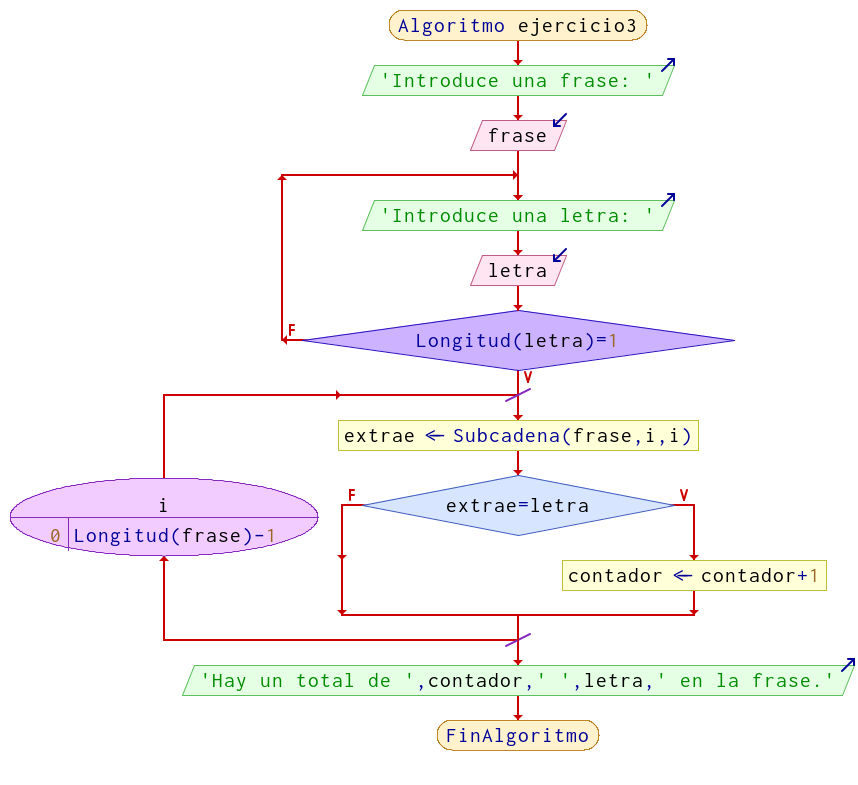 Algoritmo ejercicio3
'Introduce una frase: '
frase
'Introduce una letra: '
letra
F
Longitud(letra)=1
V
extrae ← Subcadena(frase,i,i)
i
0 Longitud(frase)-1
F
extrae=letra
V
contador ← contador+1
'Hay un total de ',contador,' ',letra,' en la frase.'
FinAlgoritmo